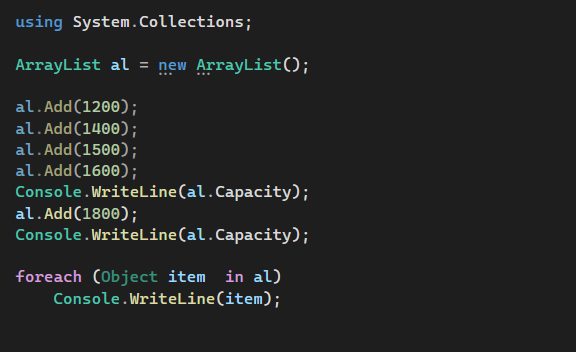 using System.Collections;
ArrayList al = new ArrayList();
al.Add(1200);
al.Add(1400);
al.Add(1500);
al.Add(1600);
Console.WriteLine(al.Capacity);
al.Add(1800);
Console.WriteLine(al.Capacity);
foreach (Object item  in al)
    Console.WriteLine(item);